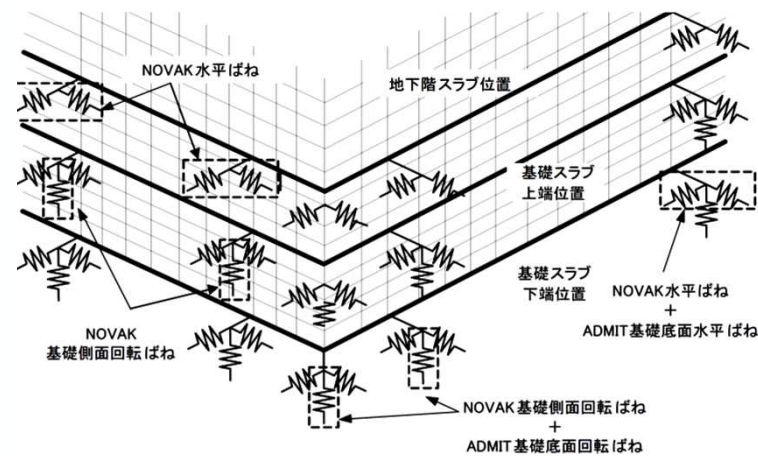 NOVAK水平ばね
地下階スラブ位置
基礎スラブ
上端位置
基礎スラブ
下端位置
NOVAK水平ばね
+
ADMIT基礎底面水平ばね
NOVAK
基礎側面回転ばね
NOVAK基礎側面回転ばね
+
ADMIT基礎底面回転ばね